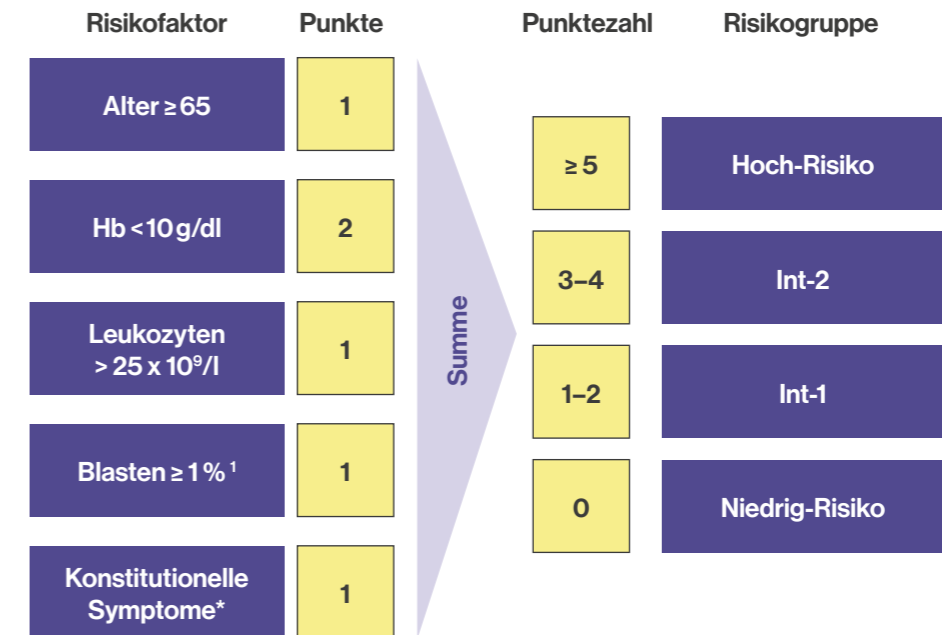 Risikofaktor Punkte Punktezahl Risikogruppe
Alter ≥ 65 1
Hb < 10 g/dl 2
Leukozyten
> 25 x 10⁹/l 1
Blasten ≥ 1 % ¹ 1
Konstitutionelle
Symptome* 1
Summe
≥ 5 Hoch-Risiko
3–4 Int-2
1–2 Int-1
0 Niedrig-Risiko